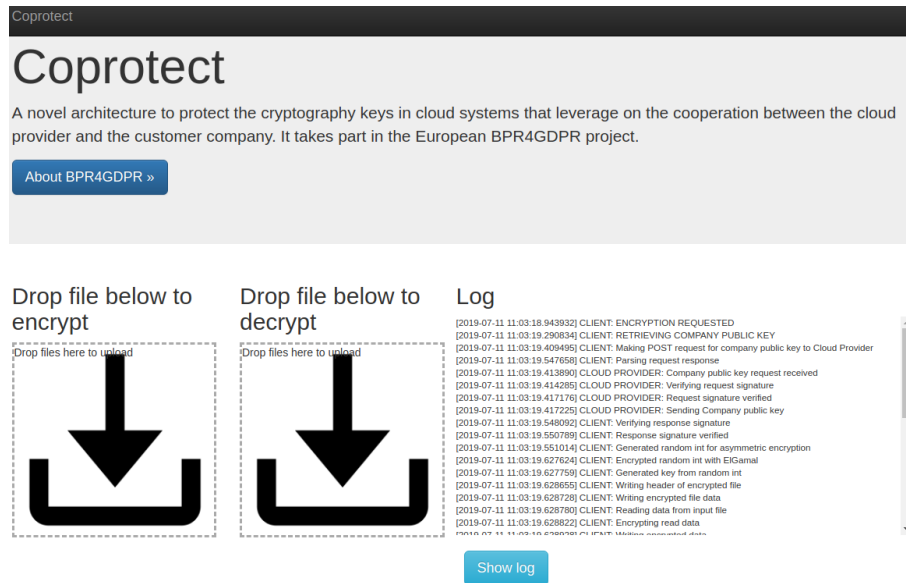 Coprotect
Coprotect
A novel architecture to protect the cryptography keys in cloud systems that leverage on the cooperation between the cloud
provider and the customer company. It takes part in the European BPR4GDPR project.
About BPR4GDPR »
Drop file below to
encrypt
Drop files here to upload
Drop file below to
decrypt
Drop files here to upload
Log
[2019-07-11 11:03:18.943932] CLIENT: ENCRYPTION REQUESTED
[2019-07-11 11:03:19.290834] CLIENT: RETRIEVING COMPANY PUBLIC KEY
[2019-07-11 11:03:19.409495] CLIENT: Making POST request for company public key to Cloud Provider
[2019-07-11 11:03:19.547658] CLIENT: Parsing request response
[2019-07-11 11:03:19.413890] CLOUD PROVIDER: Company public key request received
[2019-07-11 11:03:19.414285] CLOUD PROVIDER: Verifying request signature
[2019-07-11 11:03:19.417176] CLOUD PROVIDER: Request signature verified
[2019-07-11 11:03:19.417225] CLOUD PROVIDER: Sending Company public key
[2019-07-11 11:03:19.548092] CLIENT: Verifying response signature
[2019-07-11 11:03:19.550789] CLIENT: Response signature verified
[2019-07-11 11:03:19.551014] CLIENT: Generated random int for asymmetric encryption
[2019-07-11 11:03:19.627624] CLIENT: Encrypted random int with ElGamal
[2019-07-11 11:03:19.627759] CLIENT: Generated key from random int
[2019-07-11 11:03:19.628655] CLIENT: Writing header of encrypted file
[2019-07-11 11:03:19.628728] CLIENT: Writing encrypted file data
[2019-07-11 11:03:19.628780] CLIENT: Reading data from input file
[2019-07-11 11:03:19.628822] CLIENT: Encrypting read data
[2019-07-11 11:03:19.628928] CLIENT: Writing encrypted data
Show log